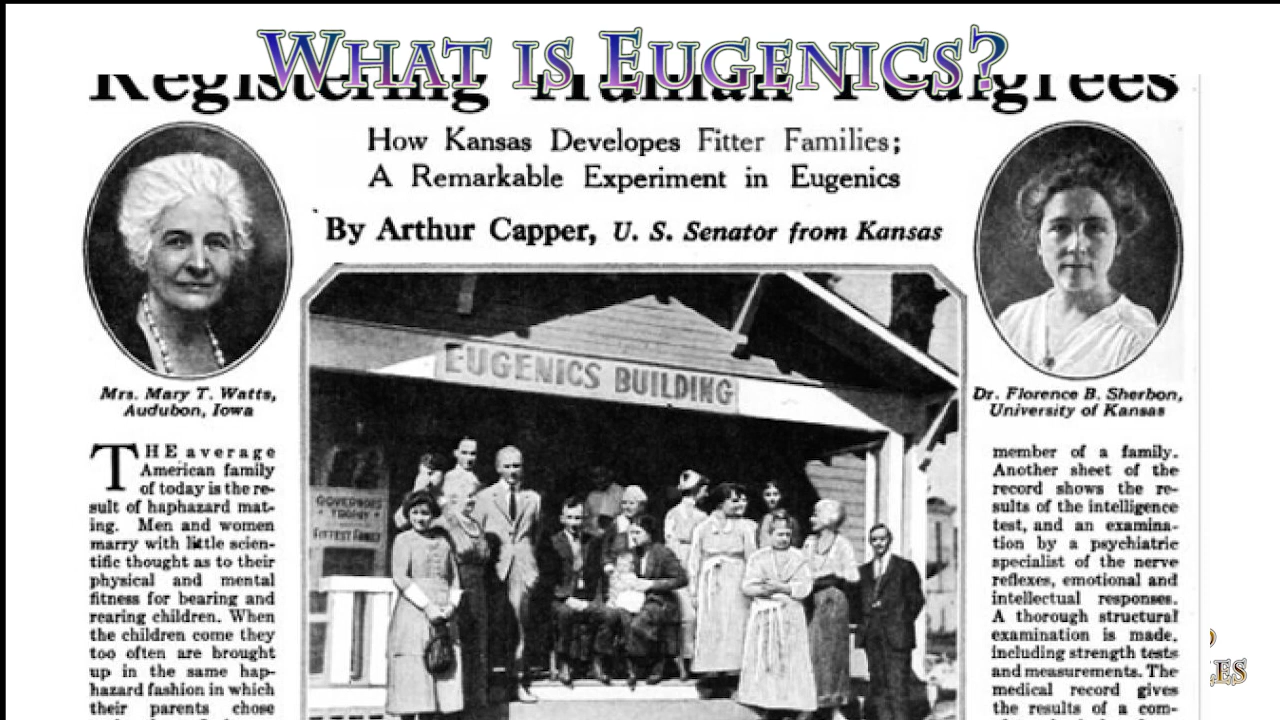 What is Eugenics?
Registering Human Pedigrees
How Kansas Developes Fitter Families;
A Remarkable Experiment in Eugenics
By Arthur Capper, U. S. Senator from Kansas
EUGENICS BUILDING
GOVERNORS
TROPHY
FITTEST FAMILY
Mrs. Mary T. Watts,
Audubon, Iowa
Dr. Florence B. Sherbon,
University of Kansas
THE average
American family
of today is the re-
sult of haphazard mat-
ing. Men and women
marry with little scien-
tific thought as to their
physical and mental
fitness for bearing and
rearing children. When
the children come they
too often are brought
up in the same hap-
hazard fashion in which
their parents chose
member of a family.
Another sheet of the
record shows the re-
sults of the intelligence
test, and an examina-
tion by a psychiatric
specialist of the nerve
reflexes, emotional and
intellectual responses.
A thorough structural
examination is made,
including strength tests
and measurements. The
medical record gives
the results of a com-